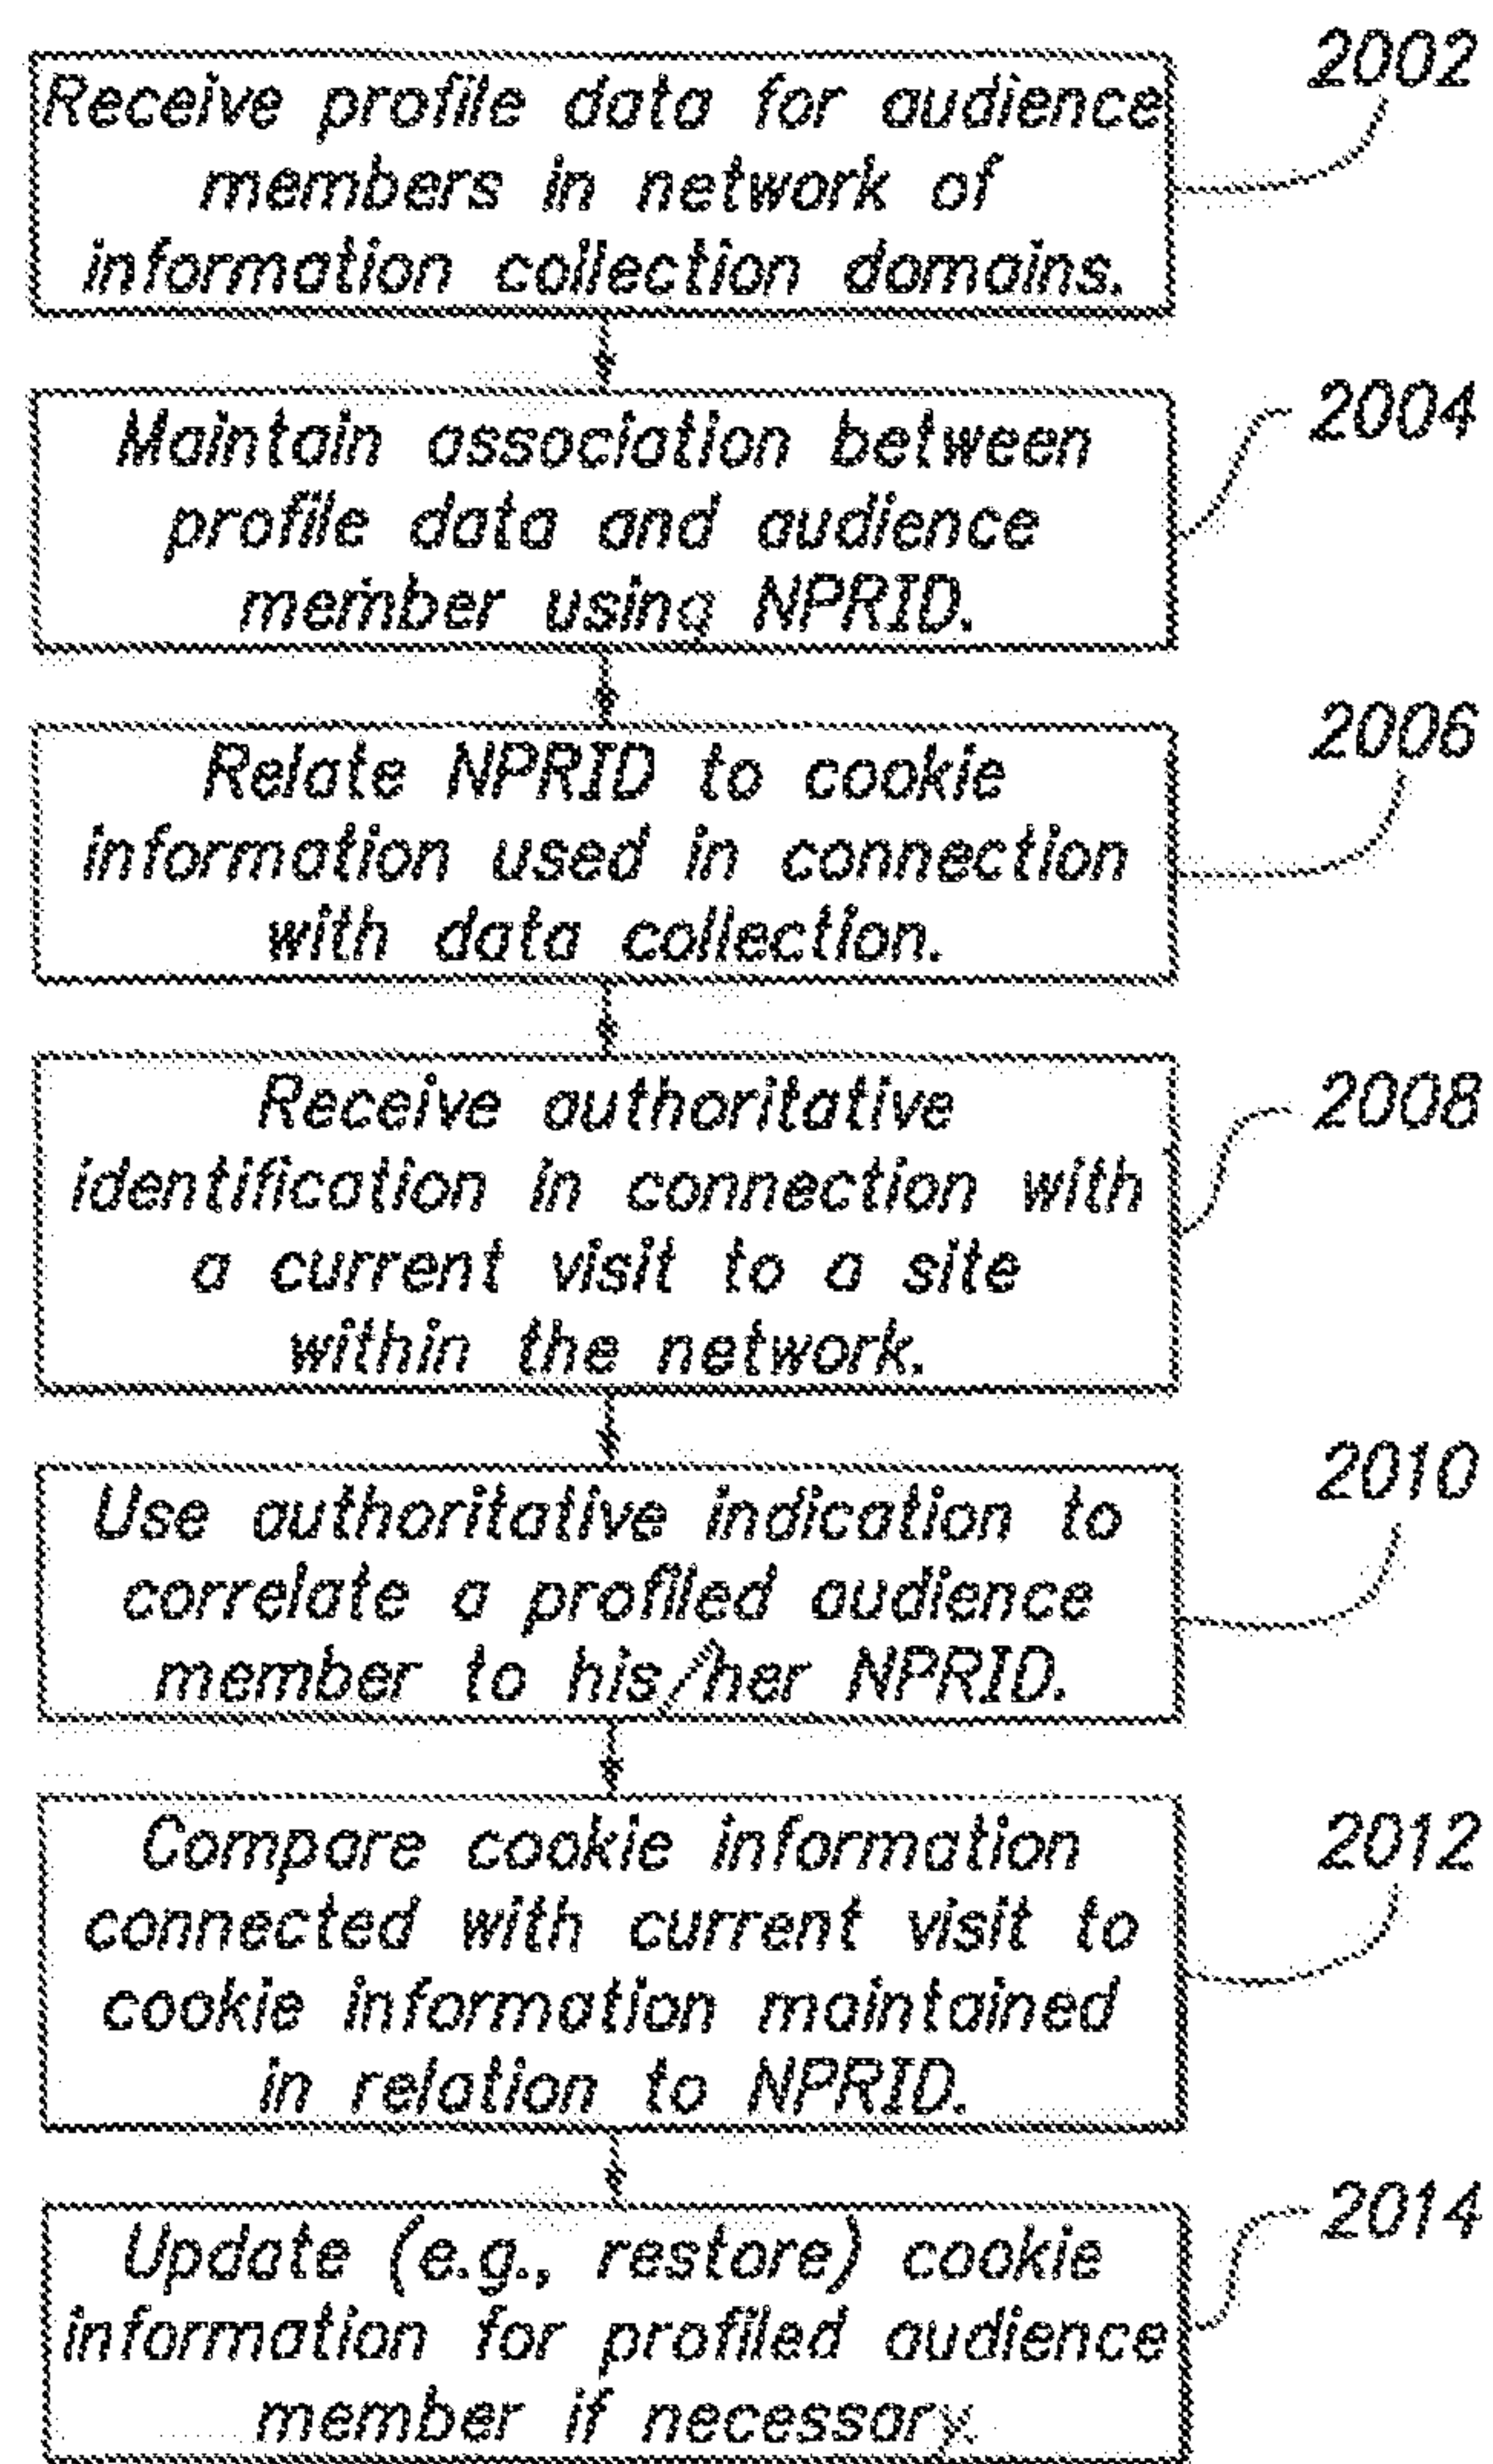 2002
Receive profile data for audience
members in network of
information collection domains.
2004
Maintain association between
profile data and audience
member using NPRID.
2006
Relate NPRID to cookie
information used in connection
with data collection.
2008
Receive authoritative
identification in connection with
a current visit to a site
within the network.
2010
Use authoritative indication to
correlate a profiled audience
member to his/her NPRID.
2012
Compare cookie information
connected with current visit to
cookie information maintained
in relation to NPRID.
2014
Update (e.g., restore) cookie
information for profiled audience
member if necessary.